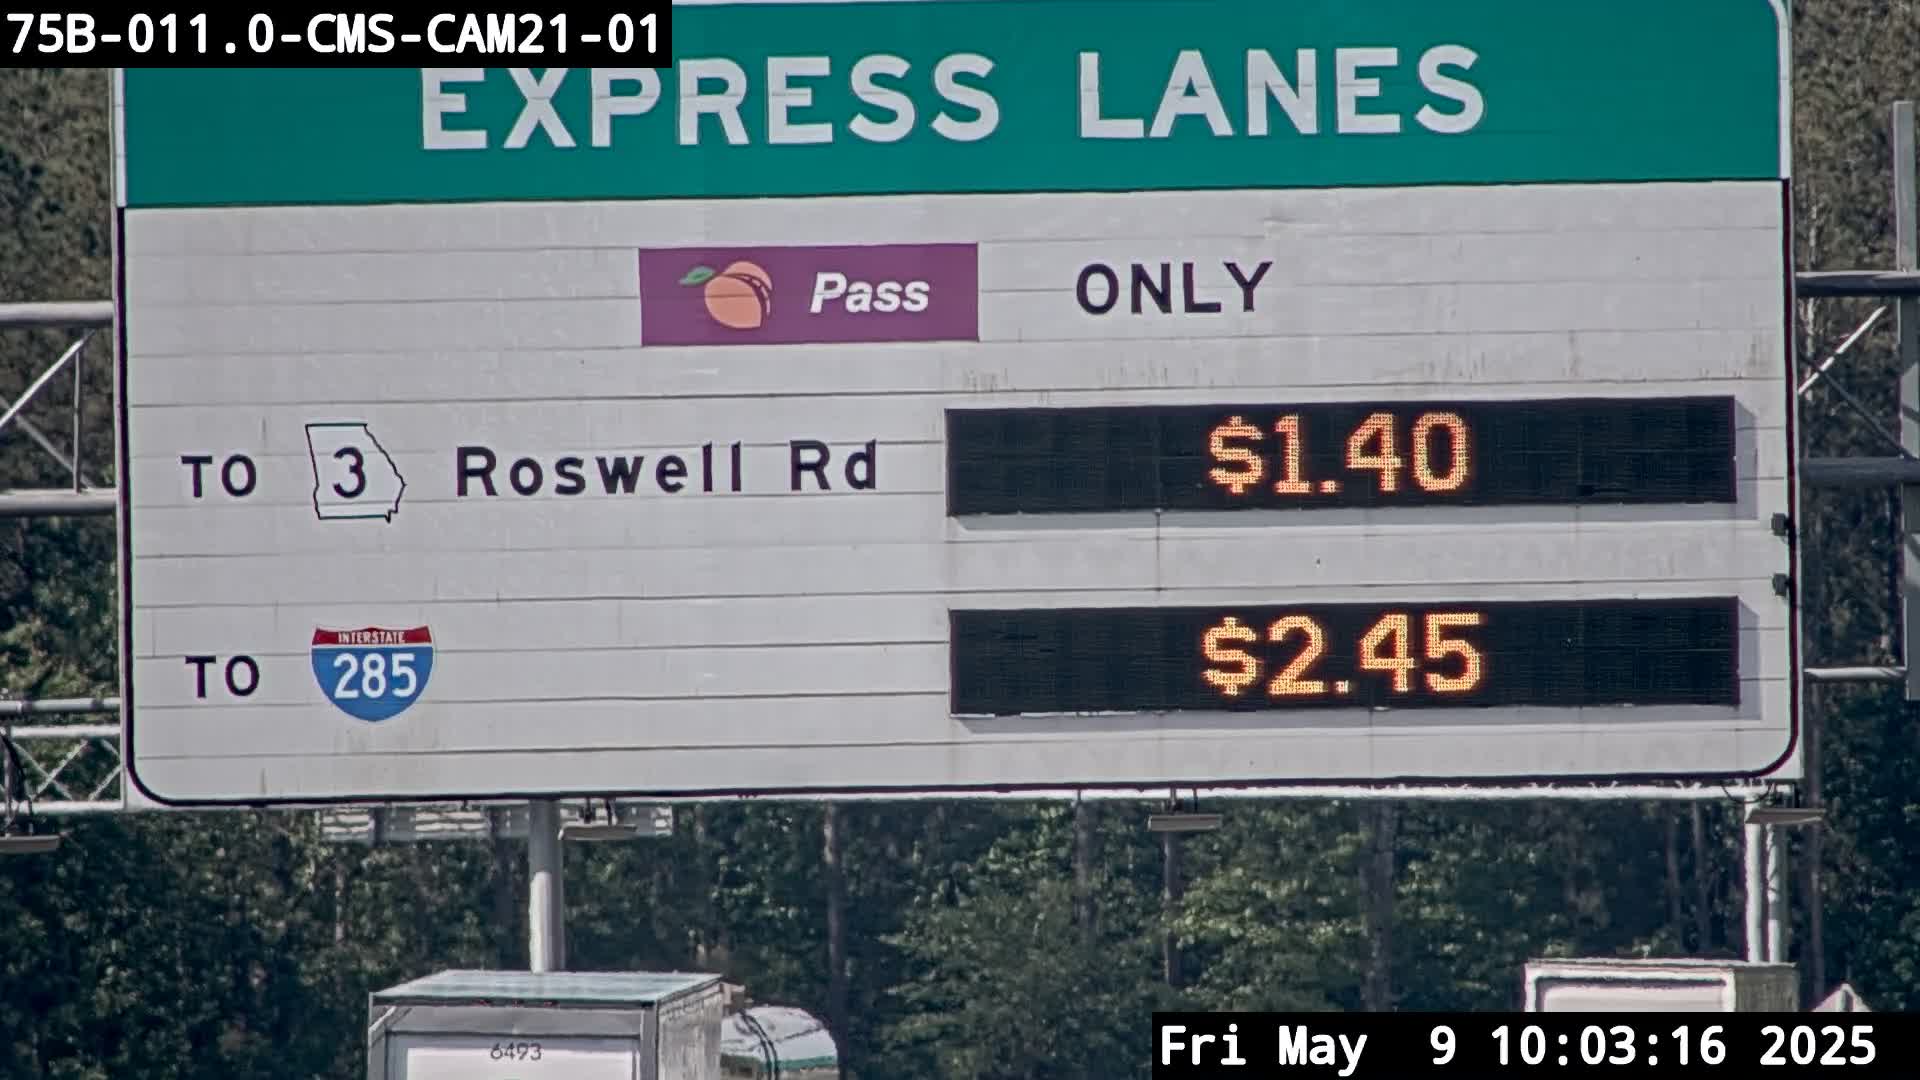 75B-011.0-CMS-CAM21-01
EXPRESS LANES
Pass ONLY
TO 3 Roswell Rd $1.40
INTERSTATE
TO 285 $2.45
6493
Fri May 9 10:03:16 2025